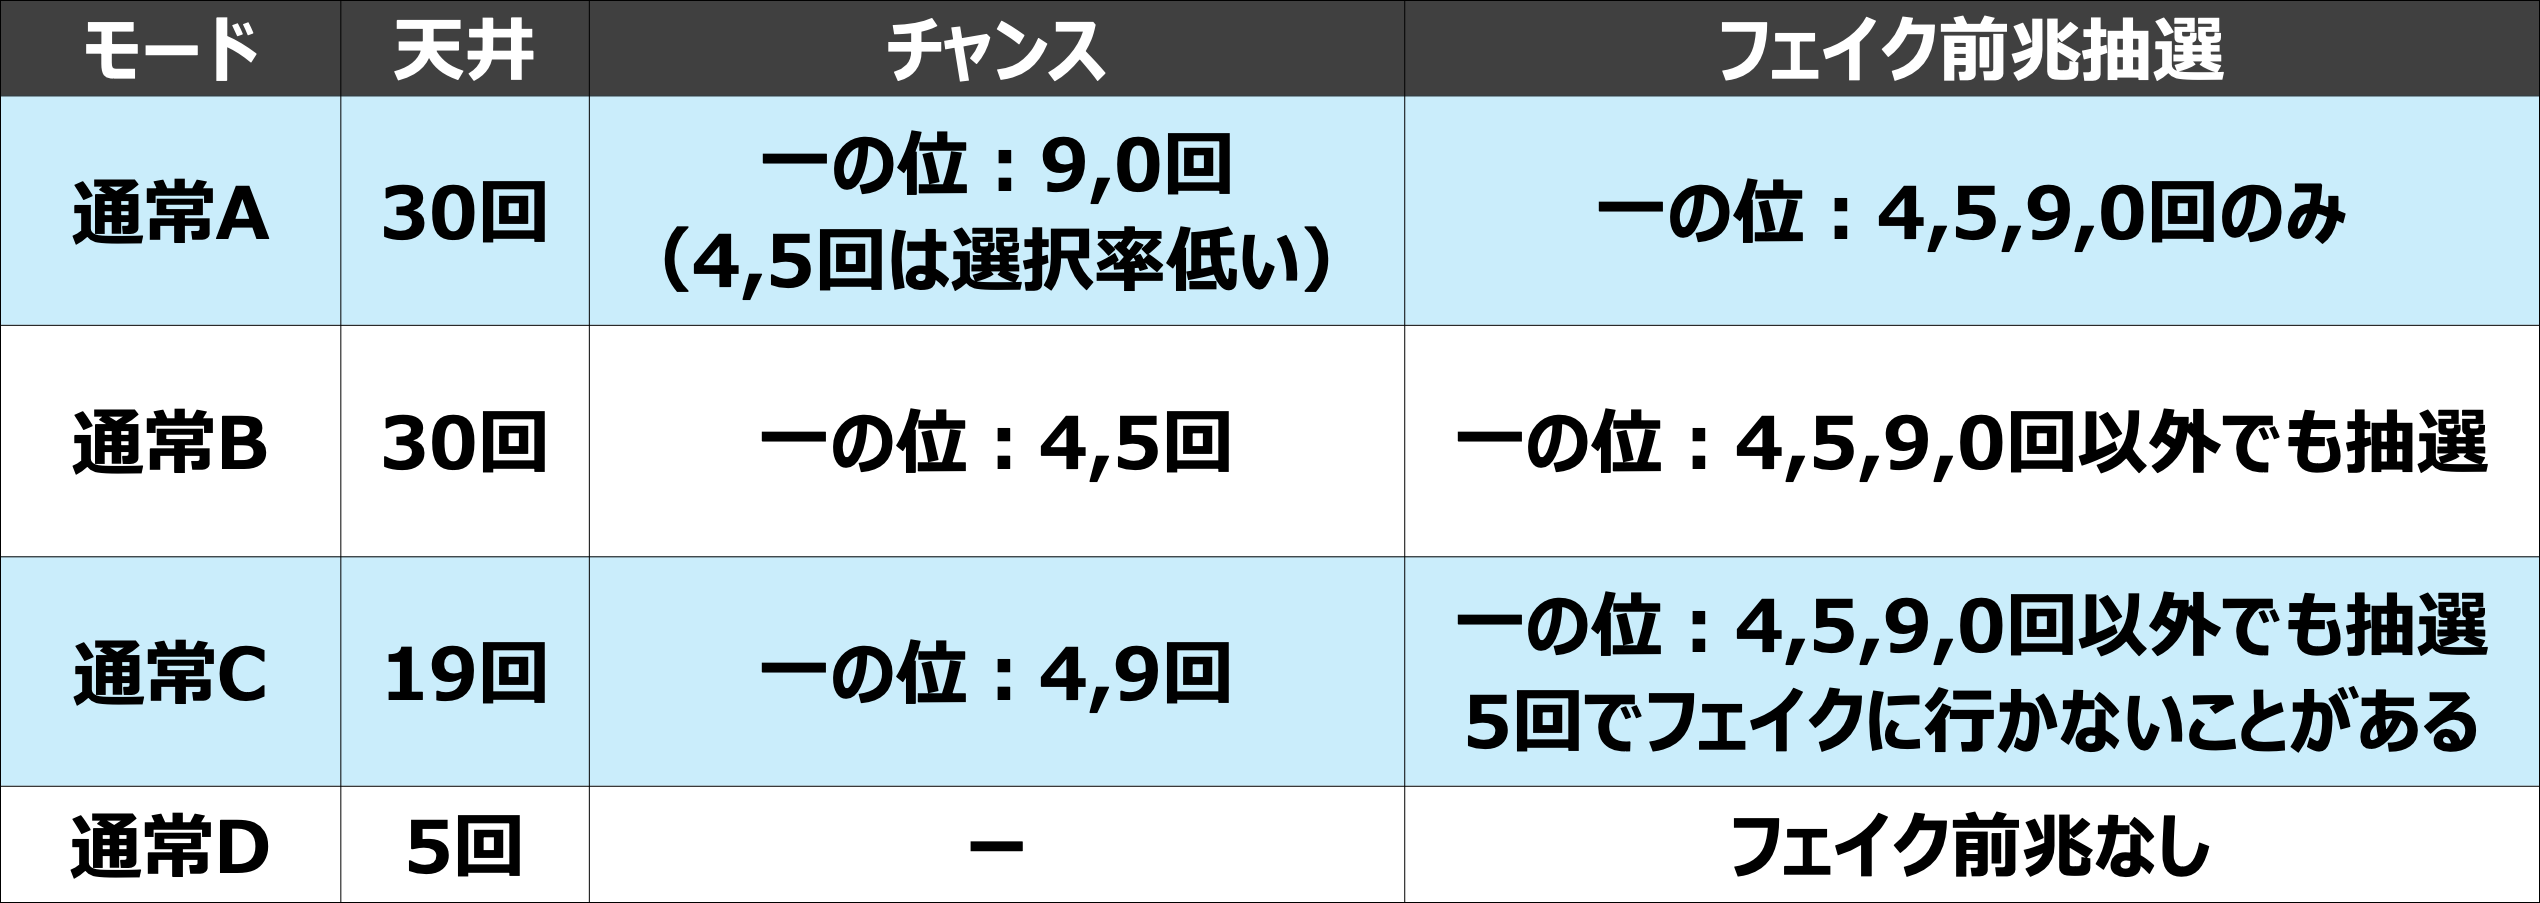 モード 天井 チャンス フェイク前兆抽選
通常A 30回 一の位：9,0回
（4,5回は選択率低い） 一の位：4,5,9,0回のみ
通常B 30回 一の位：4,5回 一の位：4,5,9,0回以外でも抽選
通常C 19回 一の位：4,9回 一の位：4,5,9,0回以外でも抽選
5回でフェイクに行かないことがある
通常D 5回 － フェイク前兆なし